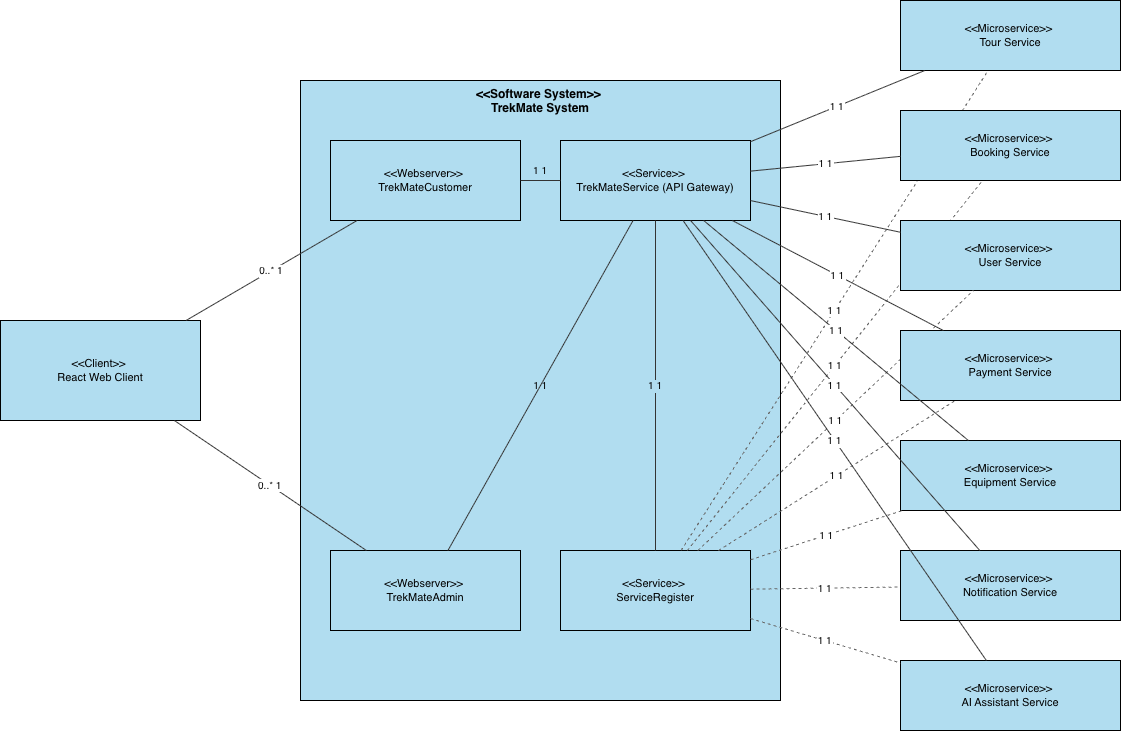 <<Microservice>>
Tour Service
<<Software System>>
TrekMate System
1 1
<<Microservice>>
Booking Service
<<Webserver>>
TrekMateCustomer
1 1
<<Service>>
TrekMateService (API Gateway)
1 1
1 1
<<Microservice>>
User Service
0..* 1
1 1
1 1
1 1
<<Client>>
React Web Client
<<Microservice>>
Payment Service
1 1
1 1
1 1
1 1
1 1
1 1
<<Microservice>>
Equipment Service
0..* 1
1 1
1 1
<<Webserver>>
TrekMateAdmin
<<Service>>
ServiceRegister
1 1
<<Microservice>>
Notification Service
1 1
<<Microservice>>
AI Assistant Service